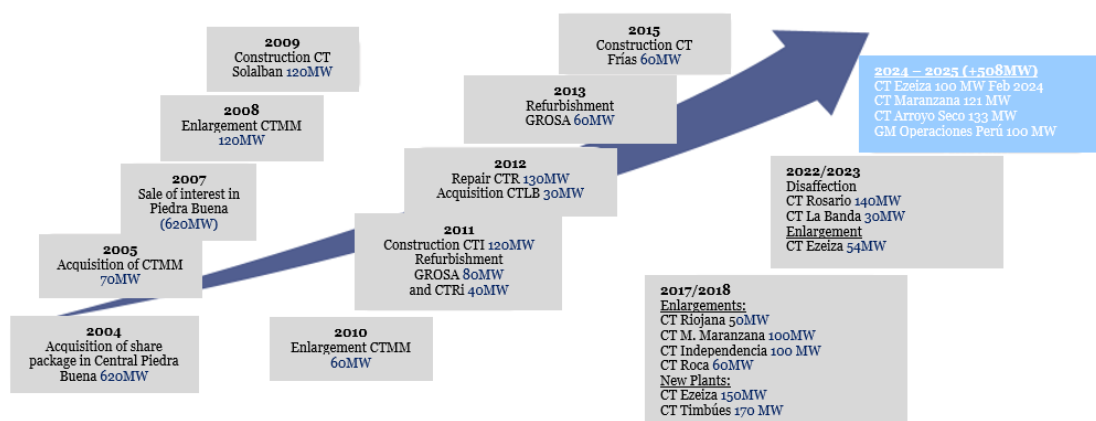 2004
Acquisition of share
package in Central Piedra
Buena 620MW
2005
Acquisition of CTMM
70MW
2007
Sale of interest in
Piedra Buena
(620MW)
2008
Enlargement CTMM
120MW
2009
Construction CT
Solalban 120MW
2010
Enlargement CTMM
60MW
2011
Construction CTI 120MW
Refurbishment
GROSA 80MW
and CTRi 40MW
2012
Repair CTR 130MW
Acquisition CTLB 30MW
2013
Refurbishment
GROSA 60MW
2015
Construction CT
Frías 60MW
2017/2018
Enlargements:
CT Riojana 50MW
CT M. Maranzana 100MW
CT Independencia 100 MW
CT Roca 60MW
New Plants:
CT Ezeiza 150MW
CT Timbúes 170 MW
2022/2023
Disaffection
CT Rosario 140MW
CT La Banda 30MW
Enlargement
CT Ezeiza 54MW
2024 – 2025 (+508MW)
CT Ezeiza 100 MW Feb 2024
CT Maranzana 121 MW
CT Arroyo Seco 133 MW
GM Operaciones Perú 100 MW